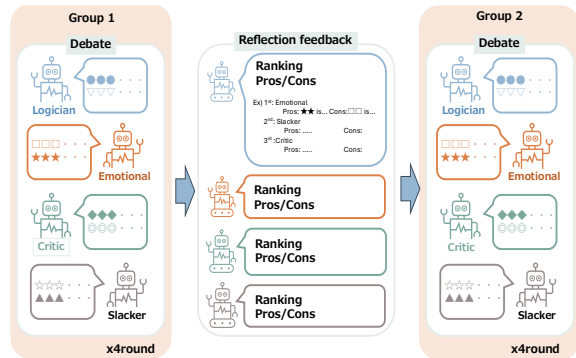 Group 1
Debate
●●● · · ·
▽▽▽ · · ·
Logician
□□□ · · ·
★★★ · · ·
Emotional
◆◆◆ · · ·
◎◎◎ · · ·
Critic
☆☆☆ · · ·
▲▲▲ · · ·
Slacker
x4round
Reflection feedback
Ranking
Pros/Cons
Ex) 1st: Emotional
Pros:★★ is... Cons:□□ is...
2nd: Slacker
Pros: ..... Cons:
3rd :Critic
Pros: ..... Cons:
Ranking
Pros/Cons
Ranking
Pros/Cons
Ranking
Pros/Cons
Group 2
Debate
●●● · · ·
▽▽▽ · · ·
Logician
□□□ · · ·
★★★ · · ·
Emotional
◆◆◆ · · ·
◎◎◎ · · ·
Critic
☆☆☆ · · ·
▲▲▲ · · ·
Slacker
x4round